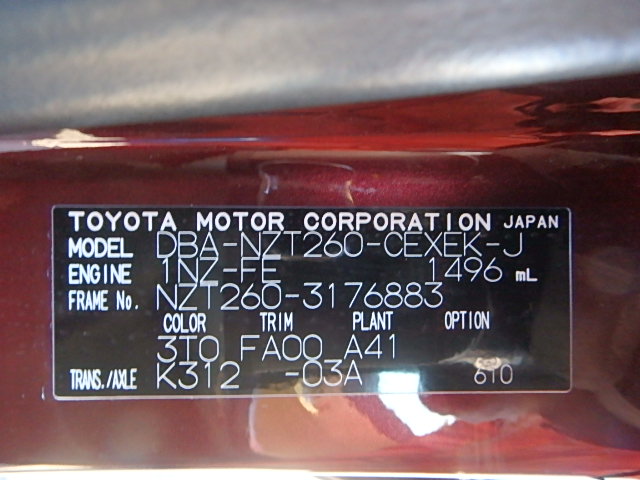 TOYOTA MOTOR CORPORATION JAPAN
MODEL DBA-NZT260-CEXEK-J
ENGINE 1NZ-FE 1496 mL
FRAME No. NZT260-3176883
COLOR TRIM PLANT OPTION
3T0 FA00 A41
TRANS./AXLE K312 -03A 610